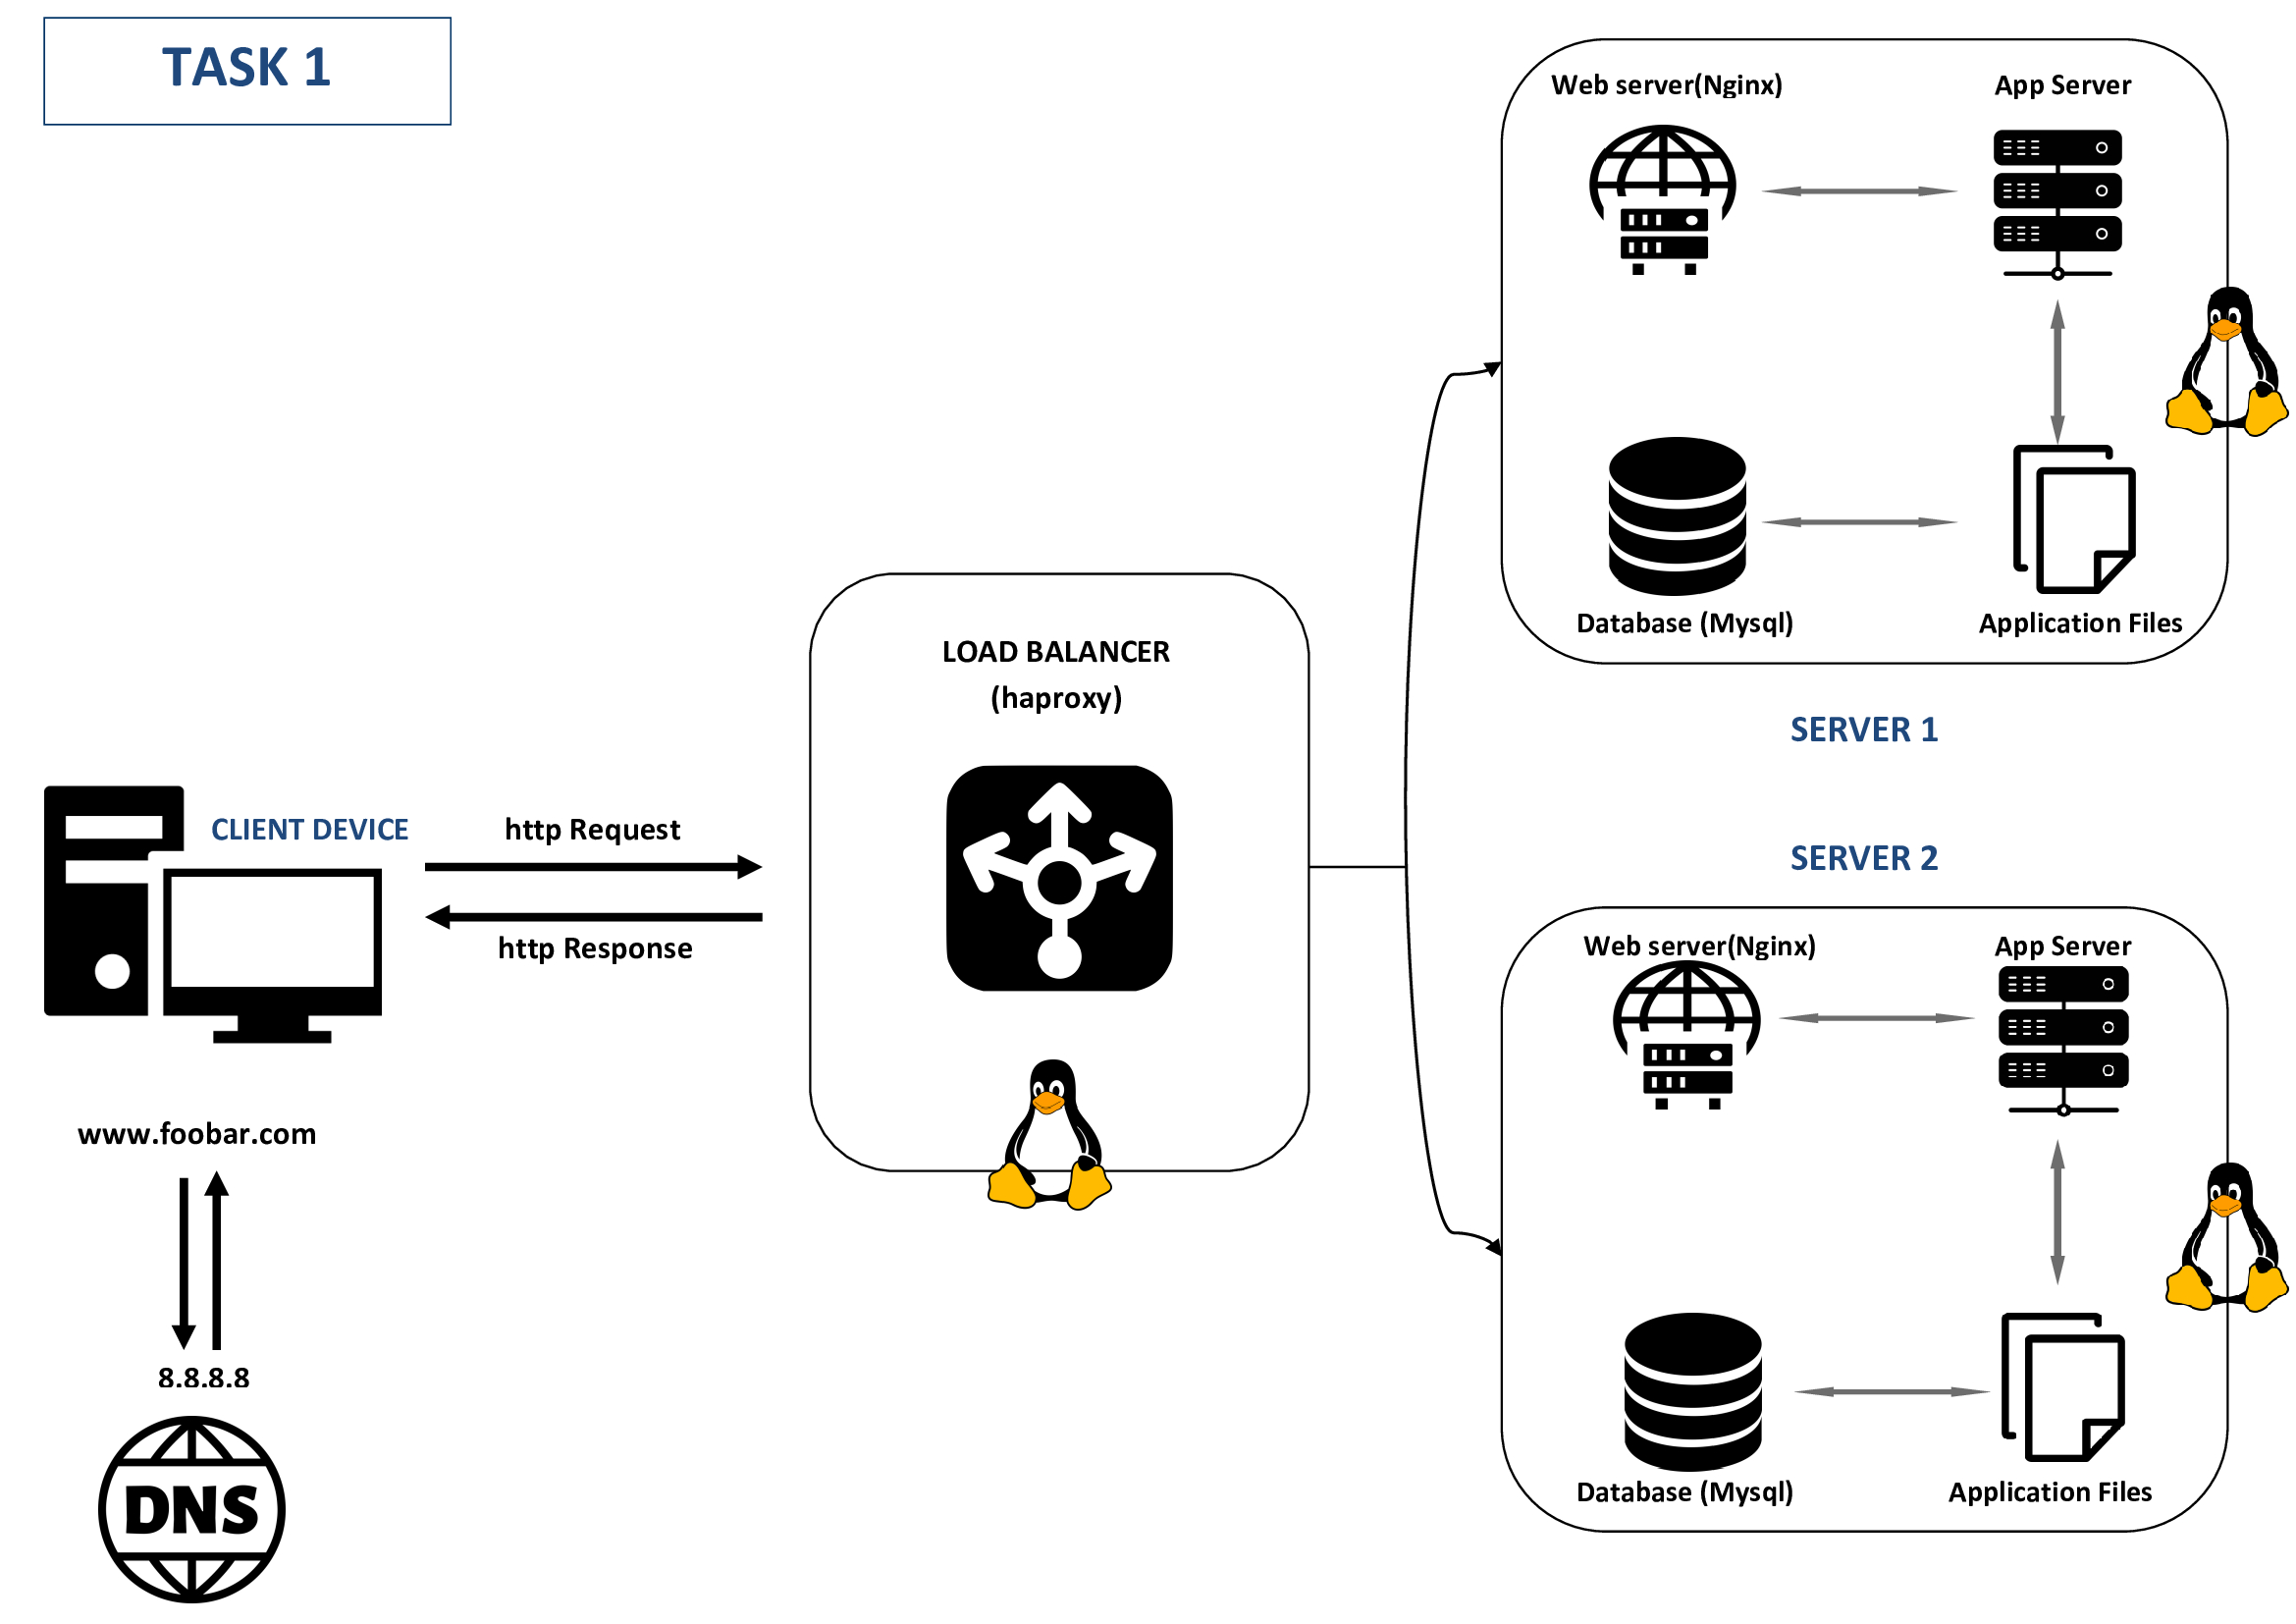 TASK 1
Web server(Nginx)
App Server
Database (Mysql)
Application Files
SERVER 1
LOAD BALANCER
(haproxy)
CLIENT DEVICE
http Request
http Response
www.foobar.com
8.8.8.8
DNS
SERVER 2
Web server(Nginx)
App Server
Database (Mysql)
Application Files